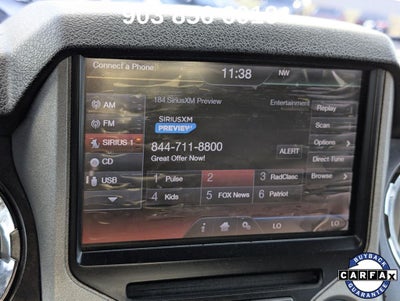 Connect a Phone
11:38
NW
AM
184 SiriusXM Preview
Entertainment
Replay
FM
SIRIUSXM
PREVIEW
Scan
SIRIUS 1
844-711-8800
ALERT
Options
Great Offer Now!
CD
Direct-Tune
USB
1 Pulse
2
3 RadClasc
Browse
4 Kids
5 FOX News
6 Patriot
LO
LO
CARFAX
BUYBACK
GUARANTEE